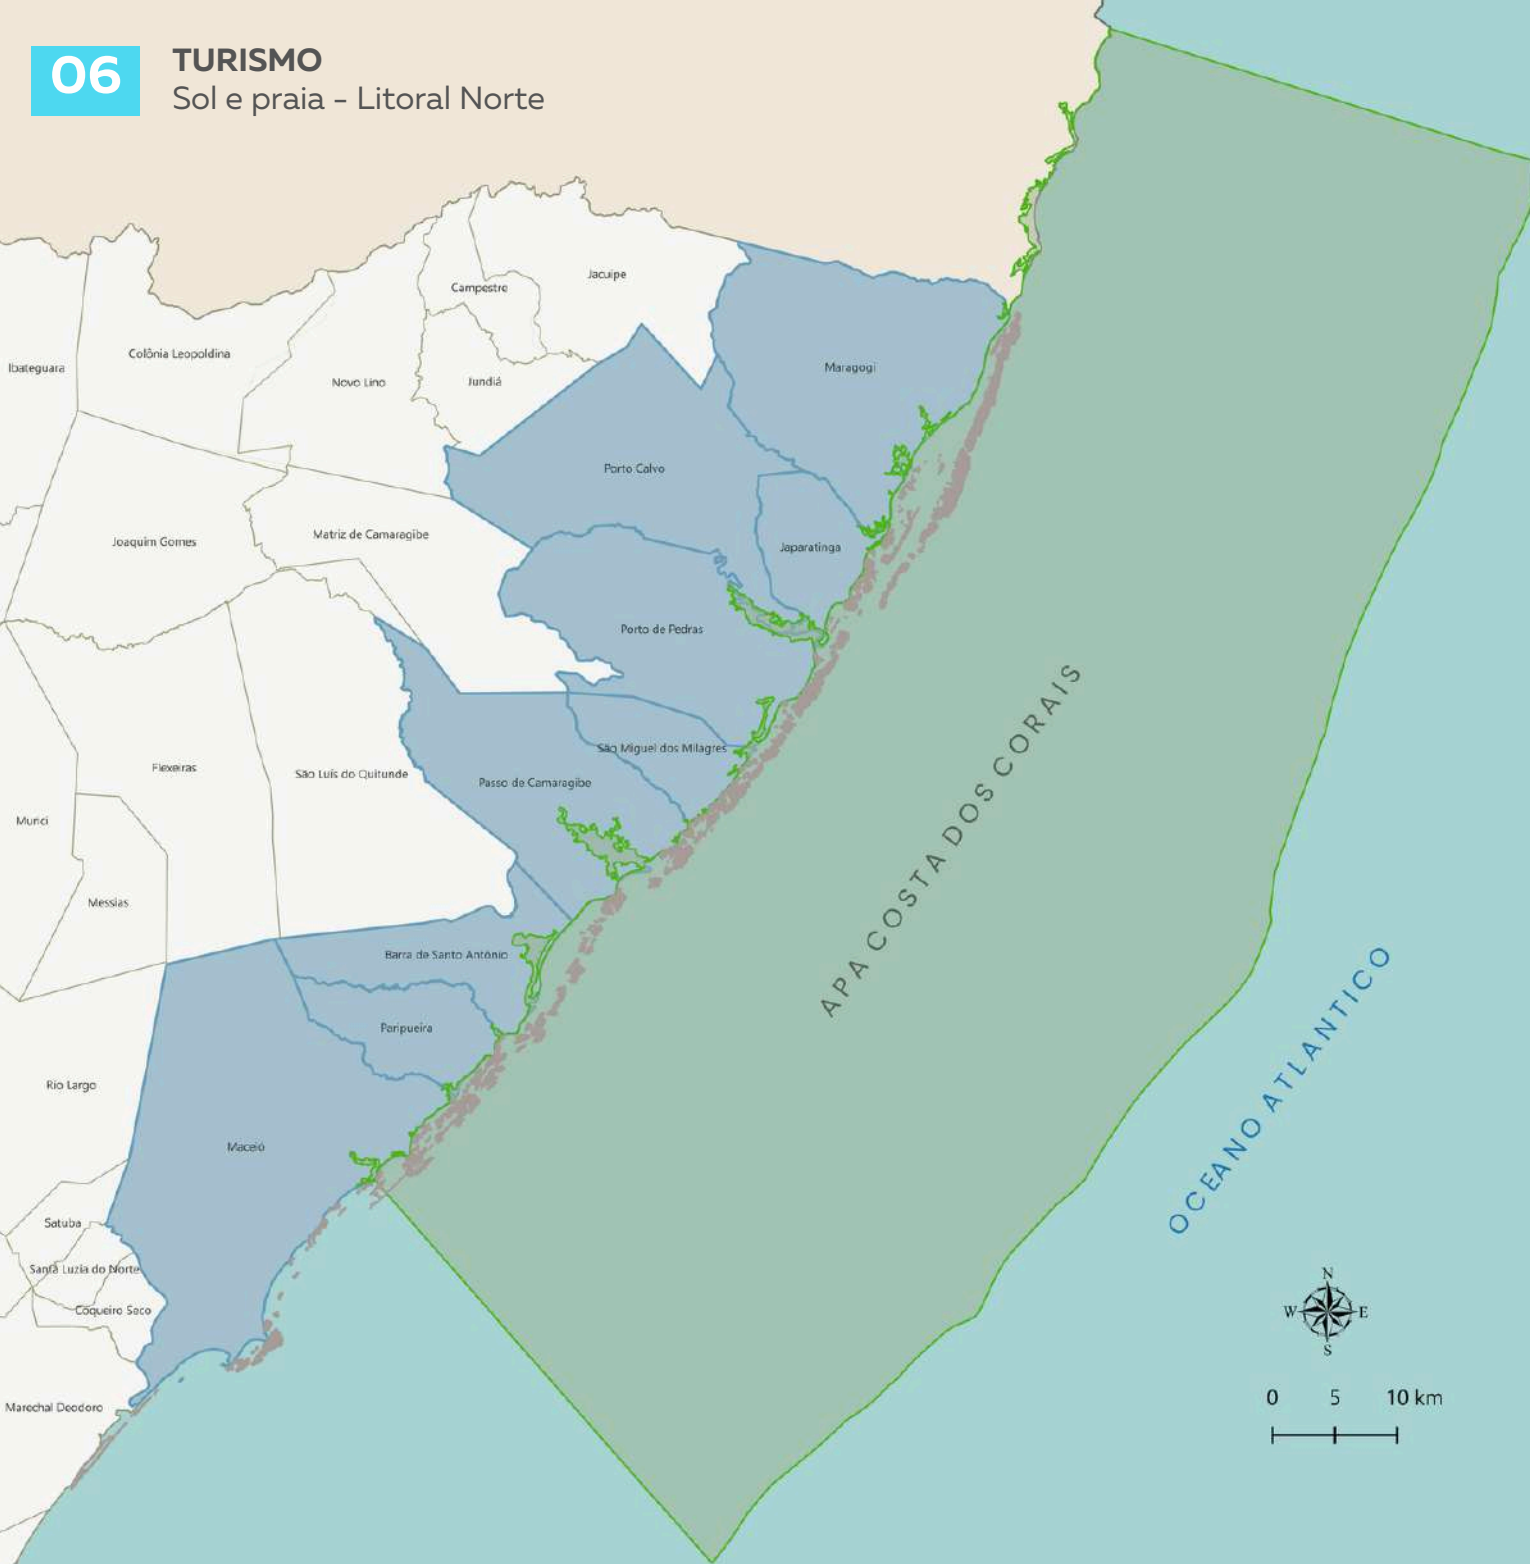 06
TURISMO
Sol e praia - Litoral Norte
Jacuipe
Campestre
Colônia Leopoldina
Ibateguara
Maragogi
Novo Lino
Jundiá
Porto Calvo
Matriz de Camaragibe
Joaquim Gomes
Japaratinga
Porto de Pedras
São Miguel dos Milagres
Flexeiras
São Luís do Quitunde
Passo de Camaragibe
Murici
APA COSTA DOS CORAIS
Messias
Barra de Santo Antônio
OCEANO ATLANTICO
Paripueira
Rio Largo
Maceió
Satuba
Santa Luzia do Norte
Coqueiro Seco
N
W
E
S
Marechal Deodoro
0 5 10 km